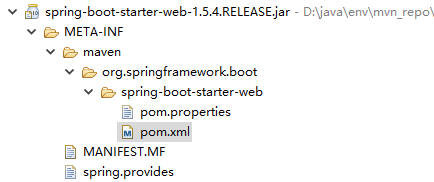 spring-boot-starter-web-1.5.4.RELEASE.jar - D:\java\env\mvn_repo\
META-INF
maven
org.springframework.boot
spring-boot-starter-web
pom.properties
pom.xml
MANIFEST.MF
spring.provides